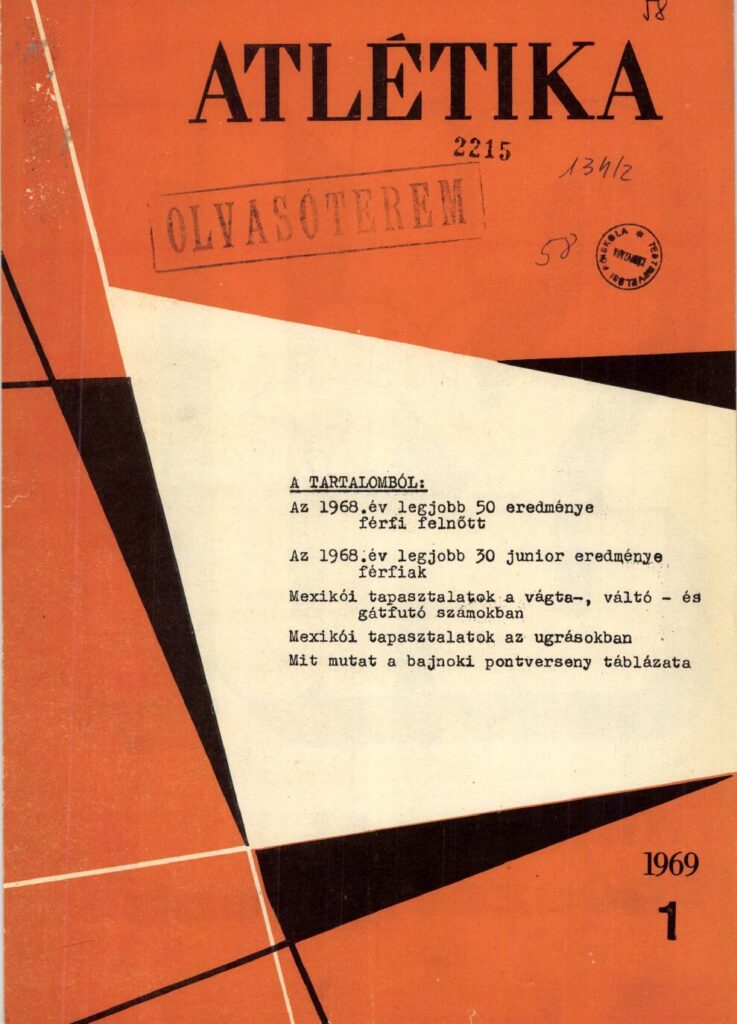 58
ATLÉTIKA
2215
134/2
OLVASÓTEREM
58
TESTNEVELÉSI FŐISKOLA
A TARTALOMBÓL:
Az 1968.év legjobb 50 eredménye
férfi felnőtt
Az 1968.év legjobb 30 junior eredménye
férfiak
Mexikói tapasztalatok a vágta-, váltó - és
gátfutó számokban
Mexikói tapasztalatok az ugrásokban
Mit mutat a bajnoki pontverseny táblázata
1969
1